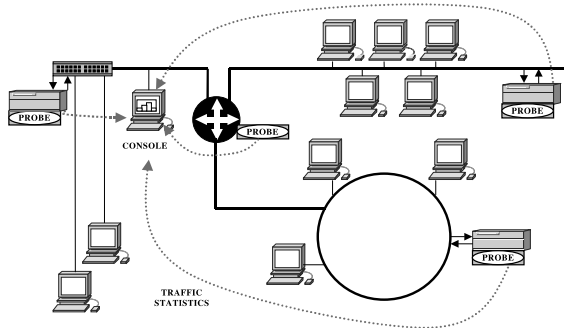 PROBE
PROBE
PROBE
CONSOLE
PROBE
TRAFFIC
STATISTICS